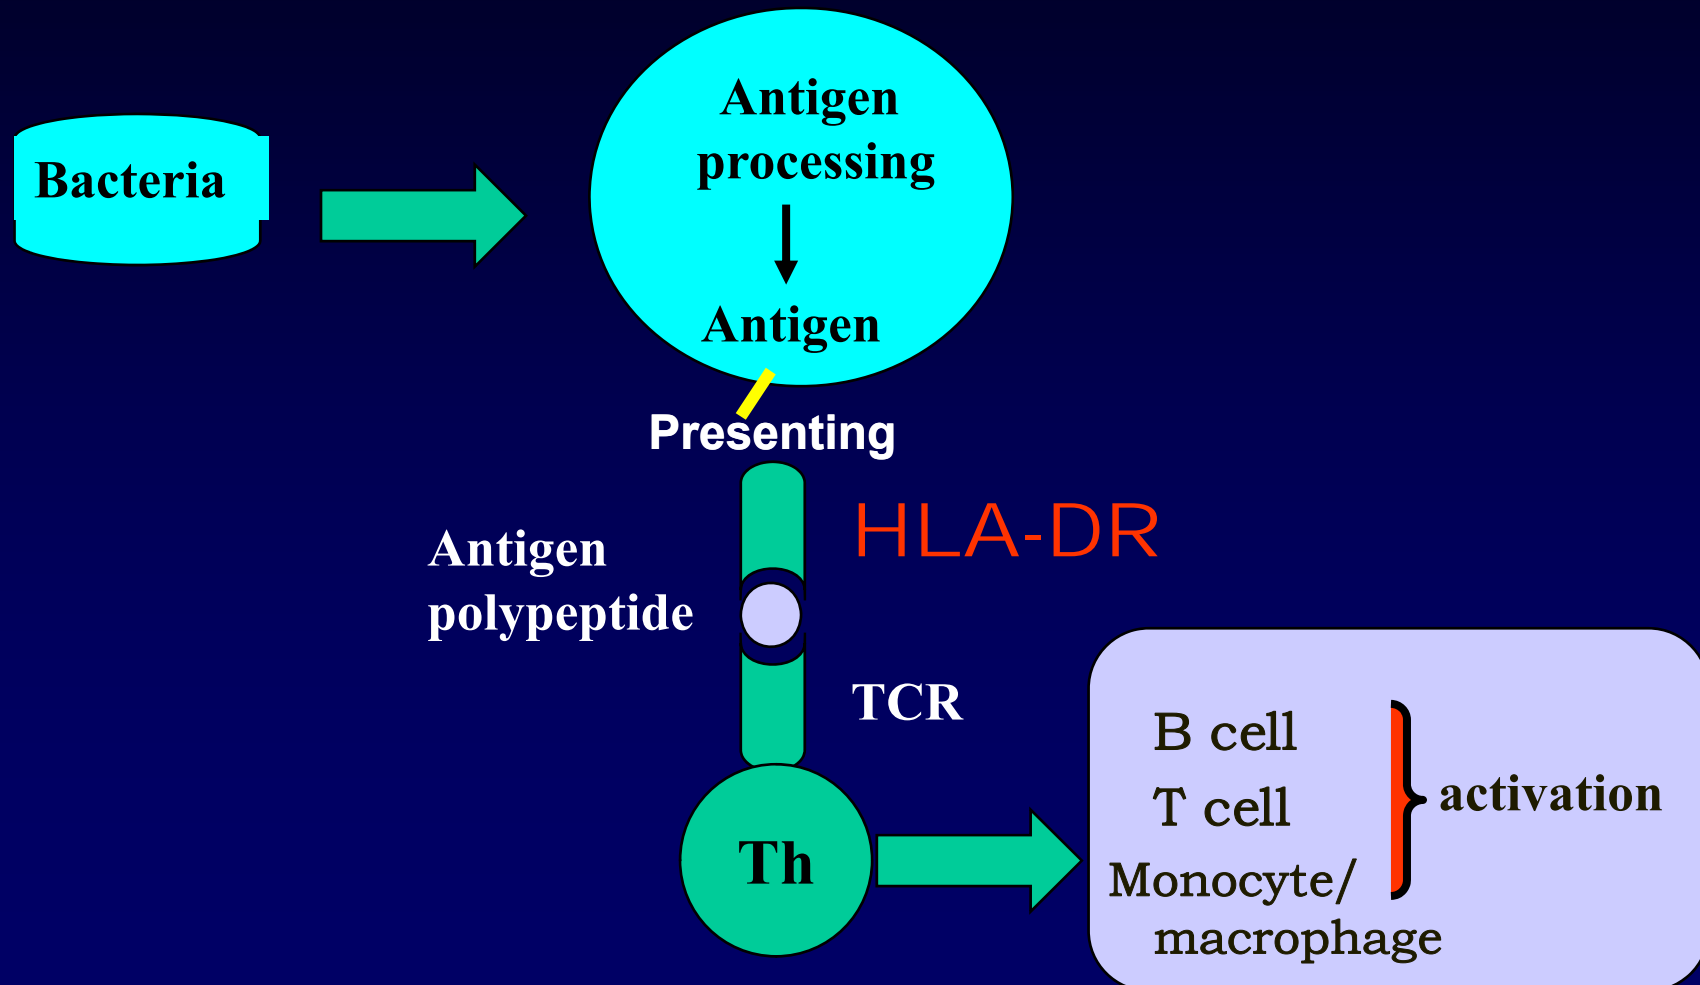 Antigen
processing
Bacteria
Antigen
Presenting
HLA-DR
Antigen
polypeptide
TCR
B cell
T cell
activation
Th
Monocyte/
macrophage